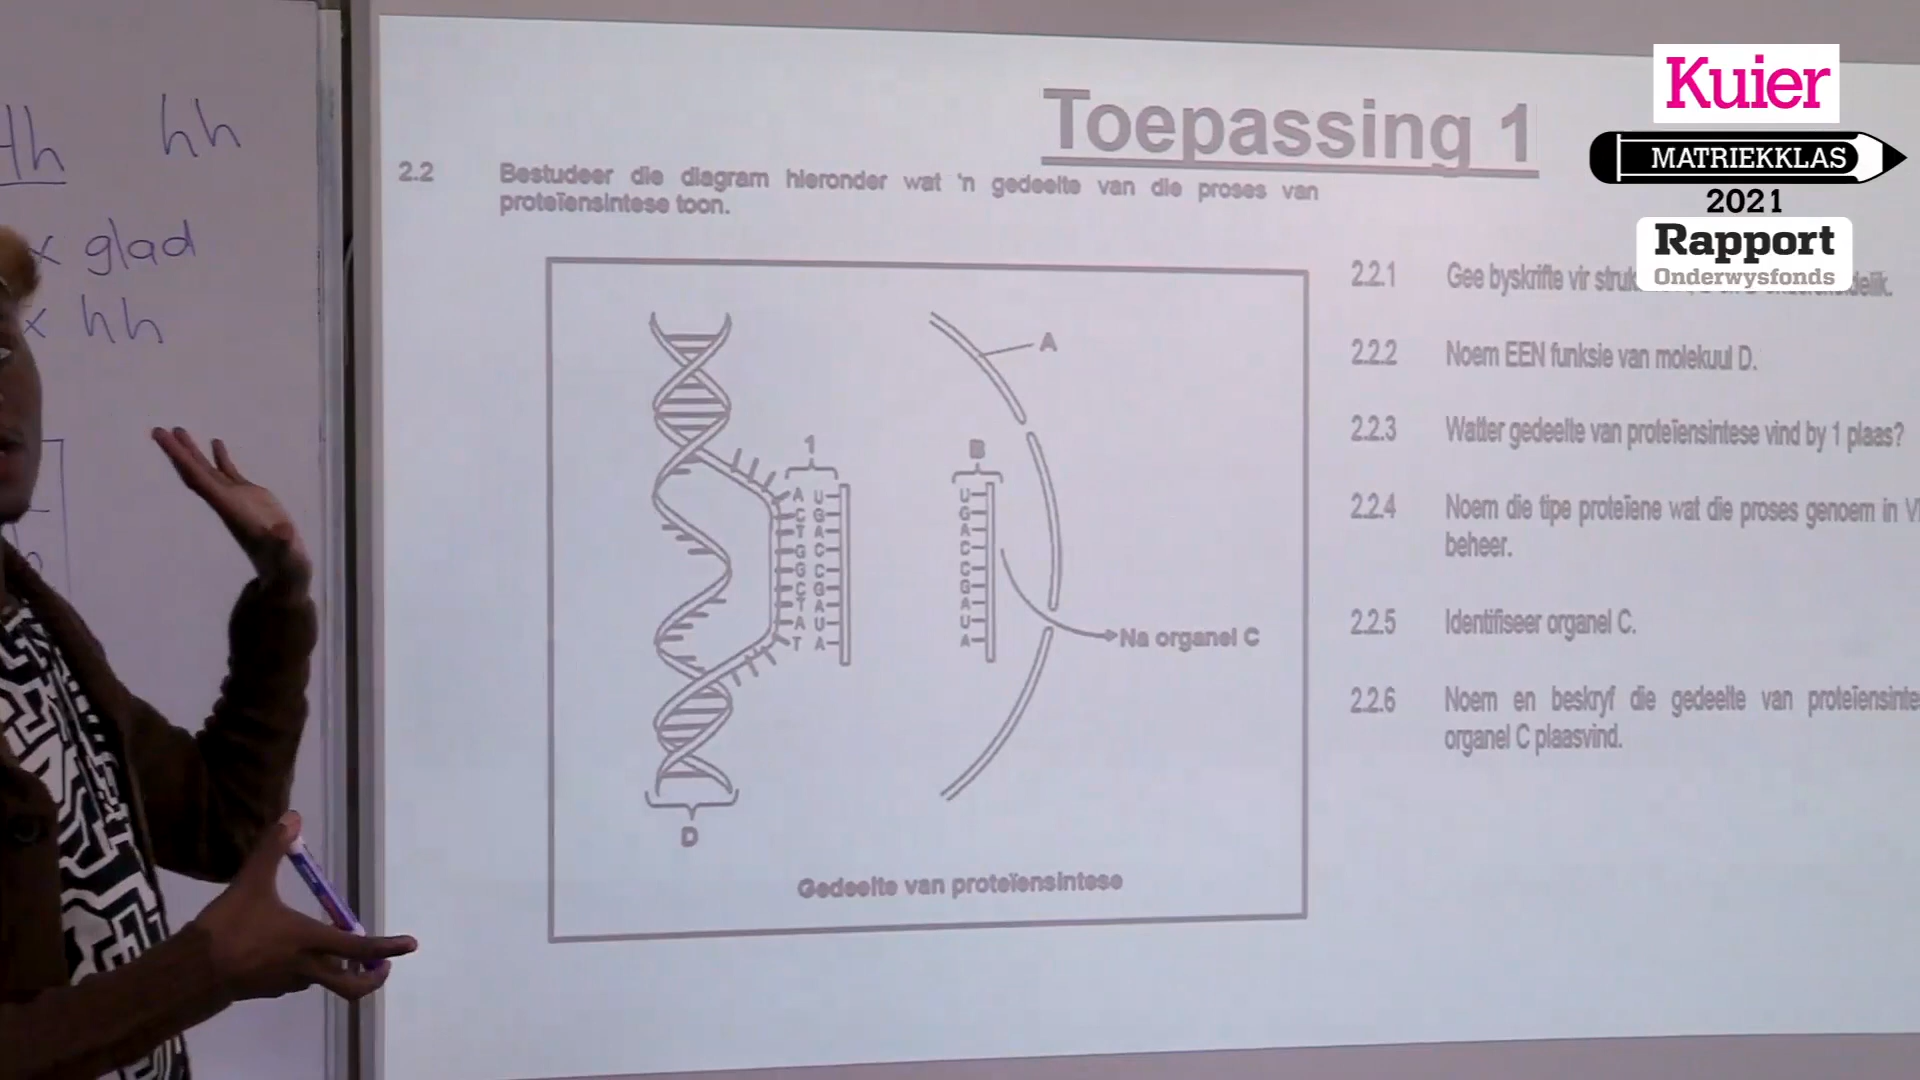 Hh hh
x glad
x hh
Toepassing 1
2.2 Bestudeer die diagram hieronder wat 'n gedeelte van die proses van
proteïensintese toon.
A
1
B
A U
C G
T A
G C
G C
C G
T A
A U
T A
U
G
A
C
C
G
A
U
A
Na organel C
D
Gedeelte van proteïensintese
2.2.1 Gee byskrifte vir
2.2.2 Noem EEN funksie van molekuul D.
2.2.3 Watter gedeelte van proteïensintese vind by 1 plaas?
2.2.4 Noem die tipe proteïene wat die proses genoem in
beheer.
2.2.5 Identifiseer organel C.
2.2.6 Noem en beskryf die gedeelte van
organel C plaasvind.
Kuier
MATRIEKKLAS
2021
Rapport
Onderwysfonds